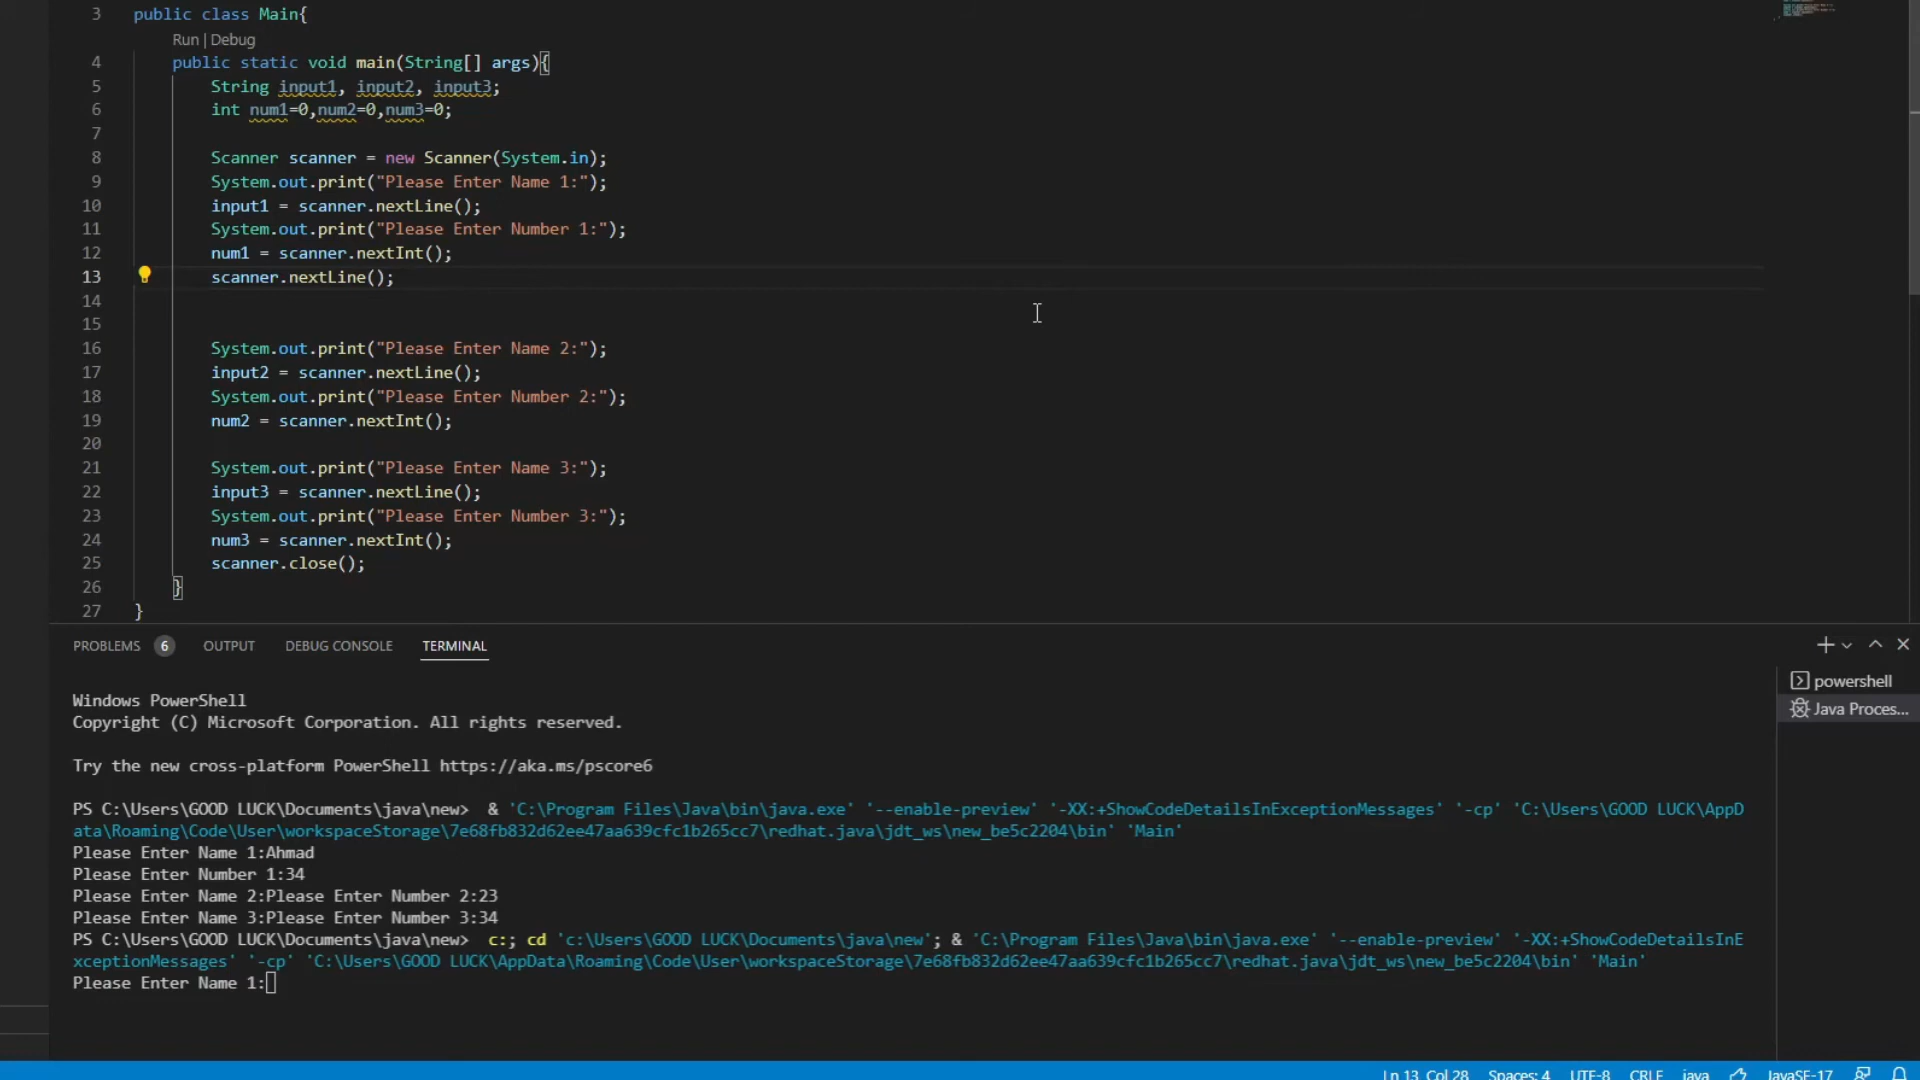 3 public class Main{
Run | Debug
4 public static void main(String[] args){
5 String input1, input2, input3;
6 int num1=0,num2=0,num3=0;
7
8 Scanner scanner = new Scanner(System.in);
9 System.out.print("Please Enter Name 1:");
10 input1 = scanner.nextLine();
11 System.out.print("Please Enter Number 1:");
12 num1 = scanner.nextInt();
13 scanner.nextLine();
14
15
16 System.out.print("Please Enter Name 2:");
17 input2 = scanner.nextLine();
18 System.out.print("Please Enter Number 2:");
19 num2 = scanner.nextInt();
20
21 System.out.print("Please Enter Name 3:");
22 input3 = scanner.nextLine();
23 System.out.print("Please Enter Number 3:");
24 num3 = scanner.nextInt();
25 scanner.close();
26 }
27 }
PROBLEMS 6 OUTPUT DEBUG CONSOLE TERMINAL
powershell
Java Proces...
Windows PowerShell
Copyright (C) Microsoft Corporation. All rights reserved.
Try the new cross-platform PowerShell https://aka.ms/pscore6
PS C:\Users\GOOD LUCK\Documents\java\new> & 'C:\Program Files\Java\bin\java.exe' '--enable-preview' '-XX:+ShowCodeDetailsInExceptionMessages' '-cp' 'C:\Users\GOOD LUCK\AppD
ata\Roaming\Code\User\workspaceStorage\7e68fb832d62ee47aa639cfc1b265cc7\redhat.java\jdt_ws\new_be5c2204\bin' 'Main'
Please Enter Name 1:Ahmad
Please Enter Number 1:34
Please Enter Name 2:Please Enter Number 2:23
Please Enter Name 3:Please Enter Number 3:34
PS C:\Users\GOOD LUCK\Documents\java\new> c:; cd 'c:\Users\GOOD LUCK\Documents\java\new'; & 'C:\Program Files\Java\bin\java.exe' '--enable-preview' '-XX:+ShowCodeDetailsInE
xceptionMessages' '-cp' 'C:\Users\GOOD LUCK\AppData\Roaming\Code\User\workspaceStorage\7e68fb832d62ee47aa639cfc1b265cc7\redhat.java\jdt_ws\new_be5c2204\bin' 'Main'
Please Enter Name 1:
Ln 13, Col 28 Spaces: 4 UTF-8 CRLF java JavaSE-17